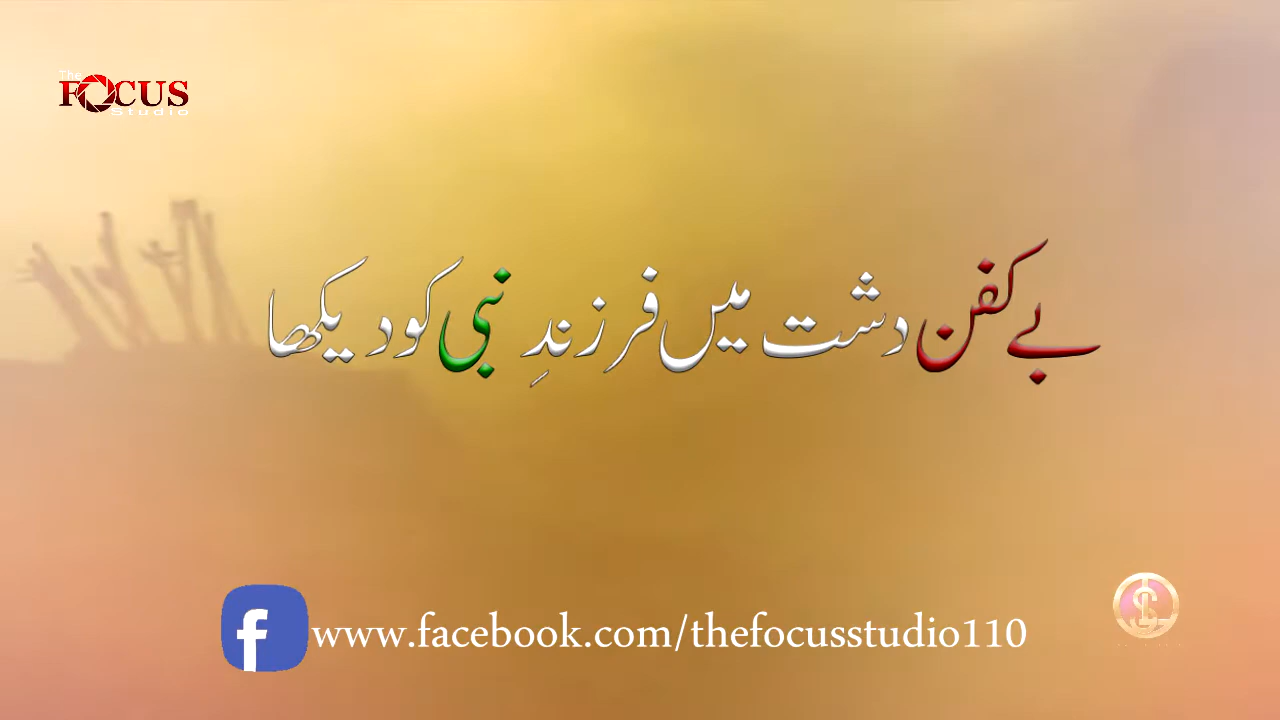 The
FOCUS
studio
بے کفن دشت میں فرزندِ نبی کو دیکھا
www.facebook.com/thefocusstudio110